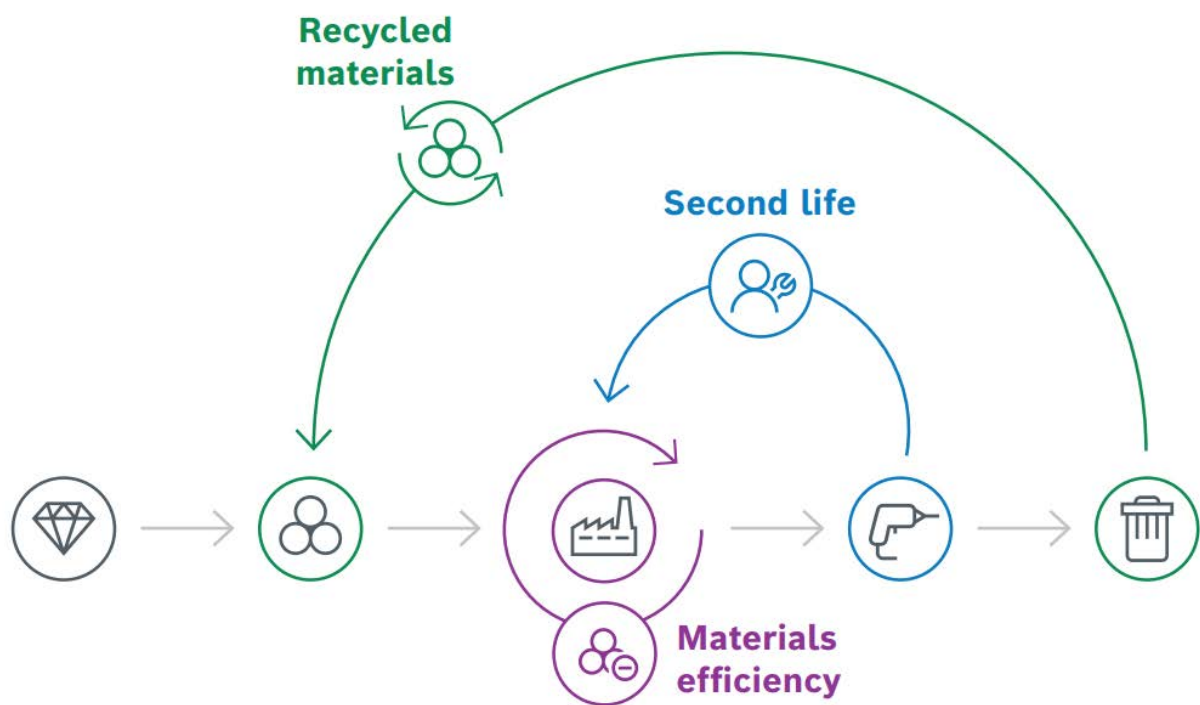 Recycled
materials
Second life
Materials
efficiency